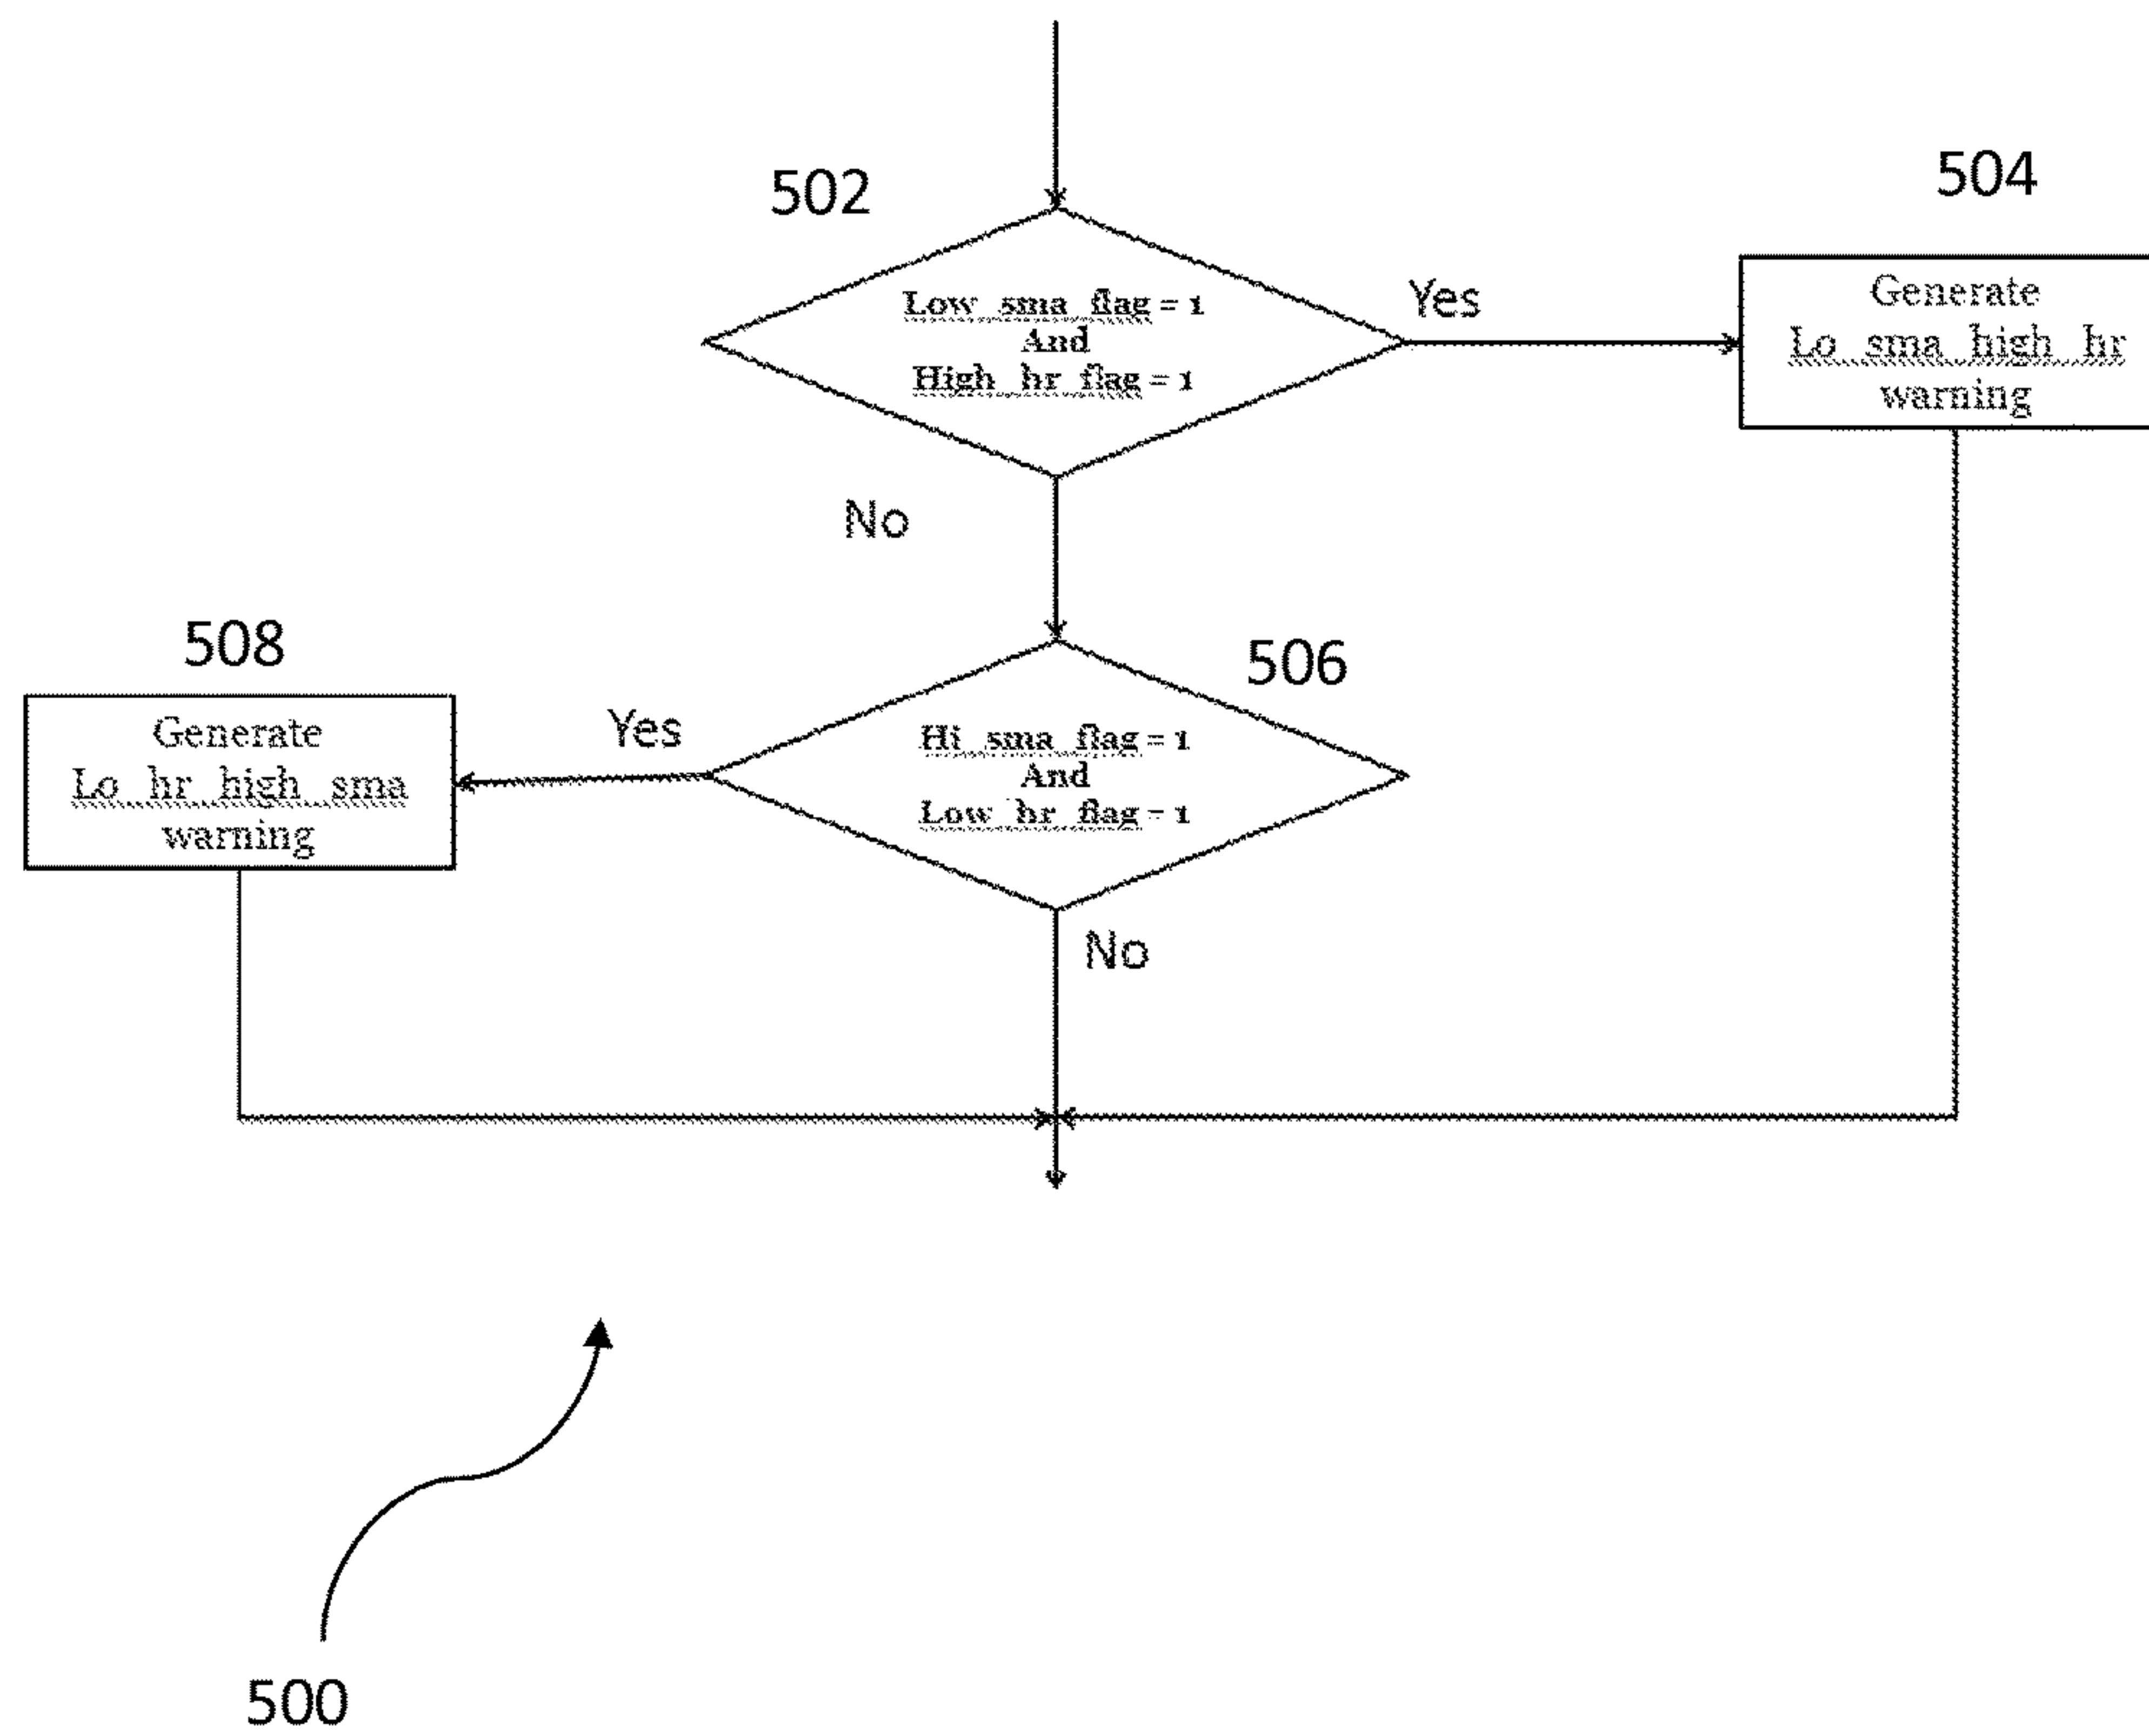 502
504
Low_sma_flag = 1
And
High_hr_flag = 1
Yes
Generate
Lo_sma_high_hr
warning
No
508
506
Generate
Lo_hr_high_sma
warning
Yes
Hi_sma_flag = 1
And
Low_hr_flag = 1
No
500